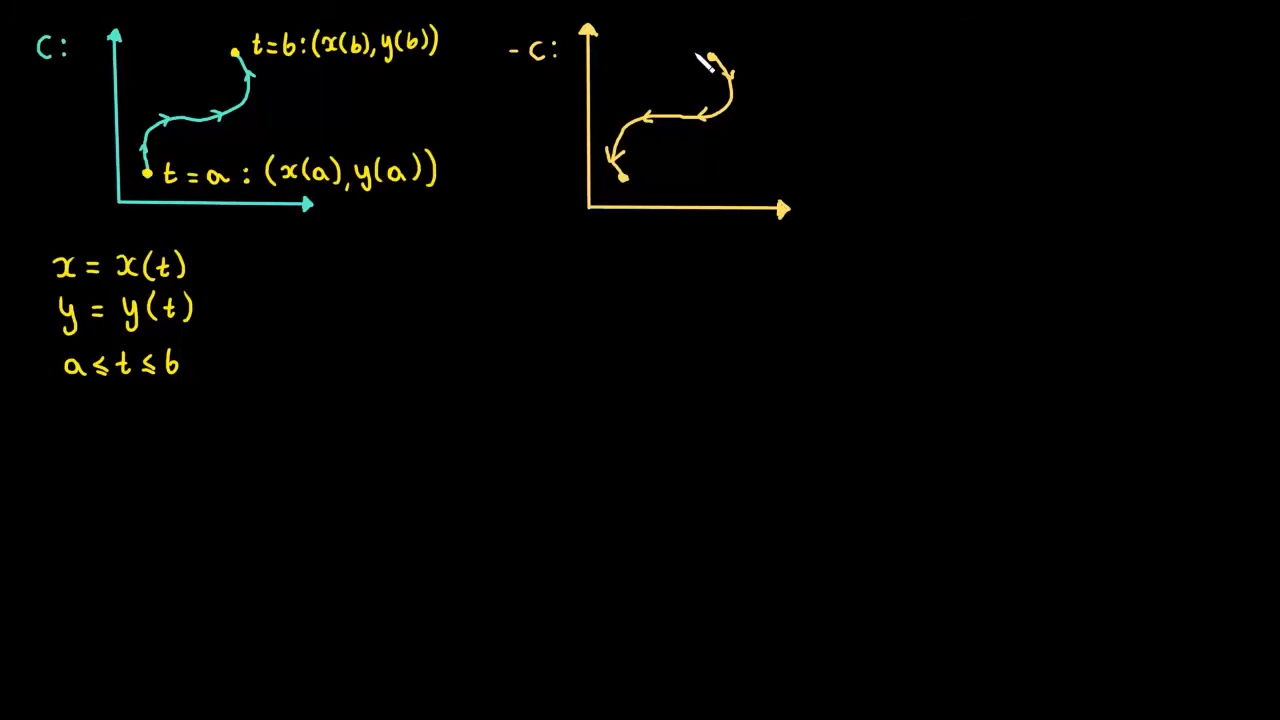 C:
t=b:(x(b),y(b))
t=a:(x(a),y(a))
-C:
x=x(t)
y=y(t)
a≤t≤b